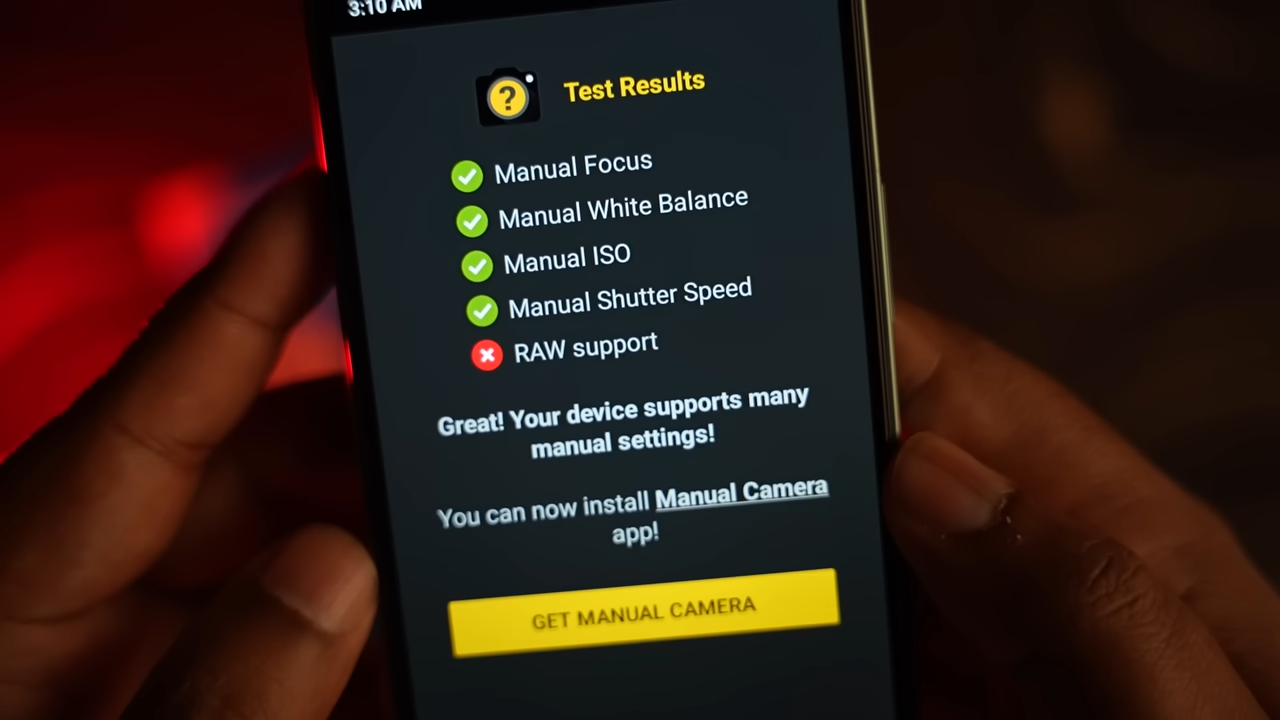 3:10 AM
?
Test Results
Manual Focus
Manual White Balance
Manual ISO
Manual Shutter Speed
RAW support
Great! Your device supports many
manual settings!
You can now install Manual Camera
app!
GET MANUAL CAMERA